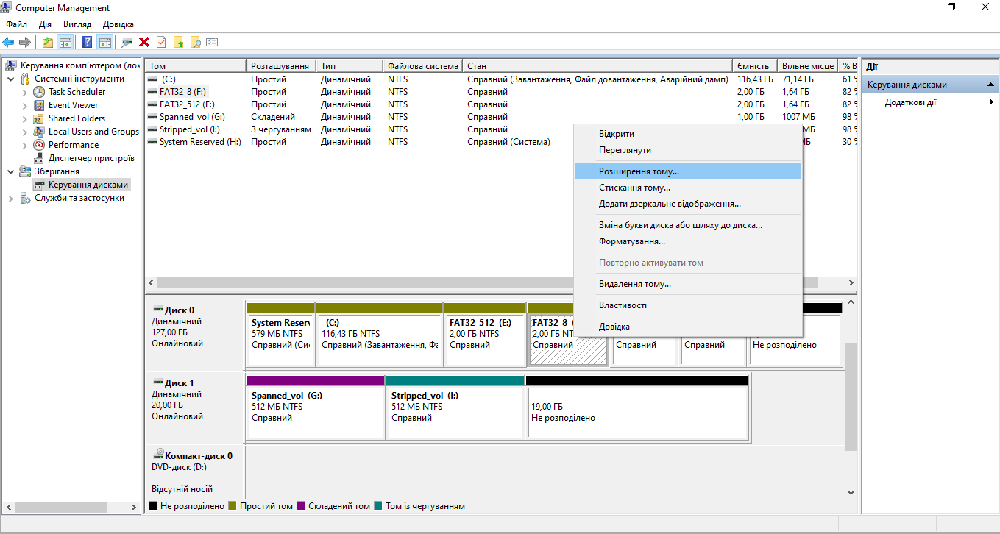 Computer Management
Файл Дія Вигляд Довідка
Керування комп'ютером (лок
Системні інструменти
Task Scheduler
Event Viewer
Shared Folders
Local Users and Groups
Performance
Диспетчер пристроїв
Зберігання
Керування дисками
Служби та застосунки
Том Розташування Тип Файлова система Стан Ємність Вільне місце % В
(C:) Простий Динамічний NTFS Справний (Завантаження, Файл довантаження, Аварійний дамп) 116,43 ГБ 71,14 ГБ 61 %
FAT32_8 (F:) Простий Динамічний NTFS Справний 2,00 ГБ 1,64 ГБ 82 %
FAT32_512 (E:) Простий Динамічний NTFS Справний 2,00 ГБ 1,64 ГБ 82 %
Spanned_vol (G:) Складений Динамічний NTFS Справний 1,00 ГБ 1007 МБ 98 %
Stripped_vol (I:) З чергуванням Динамічний NTFS Справний МБ 98 %
System Reserved (H:) Простий Динамічний NTFS Справний (Система) МБ 30 %
Відкрити
Переглянути
Розширення тому...
Стискання тому...
Додати дзеркальне відображення...
Зміна букви диска або шляху до диска...
Форматування...
Повторно активувати том
Видалення тому...
Властивості
Довідка
Дії
Керування дисками
Додаткові дії
Диск 0
Динамічний
127,00 ГБ
Онлайновий
System Reserv
579 МБ NTFS
Справний (Сис
(C:)
116,43 ГБ NTFS
Справний (Завантаження, Фа
FAT32_512 (E:)
2,00 ГБ NTFS
Справний
FAT32_8 (
2,00 ГБ NT
Справний
Справний
Справний
Не розподілено
Диск 1
Динамічний
20,00 ГБ
Онлайновий
Spanned_vol (G:)
512 МБ NTFS
Справний
Stripped_vol (I:)
512 МБ NTFS
Справний
19,00 ГБ
Не розподілено
Компакт-диск 0
DVD-диск (D:)
Відсутній носій
Не розподілено Простий том Складений том Том із чергуванням